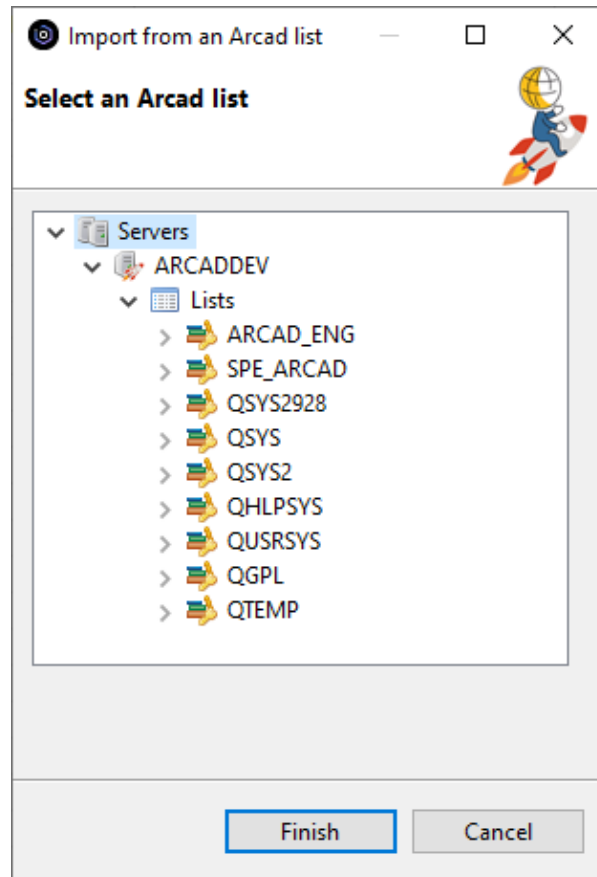 Import from an Arcad list
Select an Arcad list
Servers
ARCADDEV
Lists
ARCAD_ENG
SPE_ARCAD
QSYS2928
QSYS
QSYS2
QHLPSYS
QUSRSYS
QGPL
QTEMP
Finish Cancel